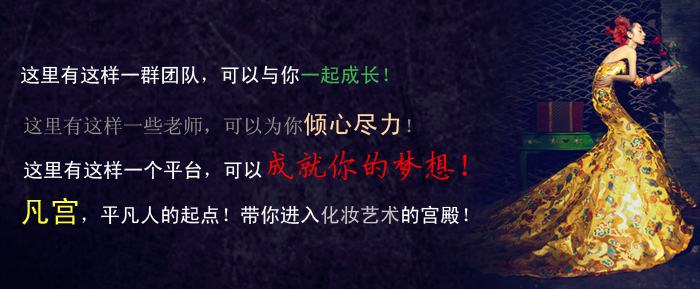 这里有这样一群团队，可以与你一起成长！
这里有这样一些老师，可以为你倾心尽力！
这里有这样一个平台，可以成就你的梦想！
凡宫，平凡人的起点！带你进入化妆艺术的宫殿！